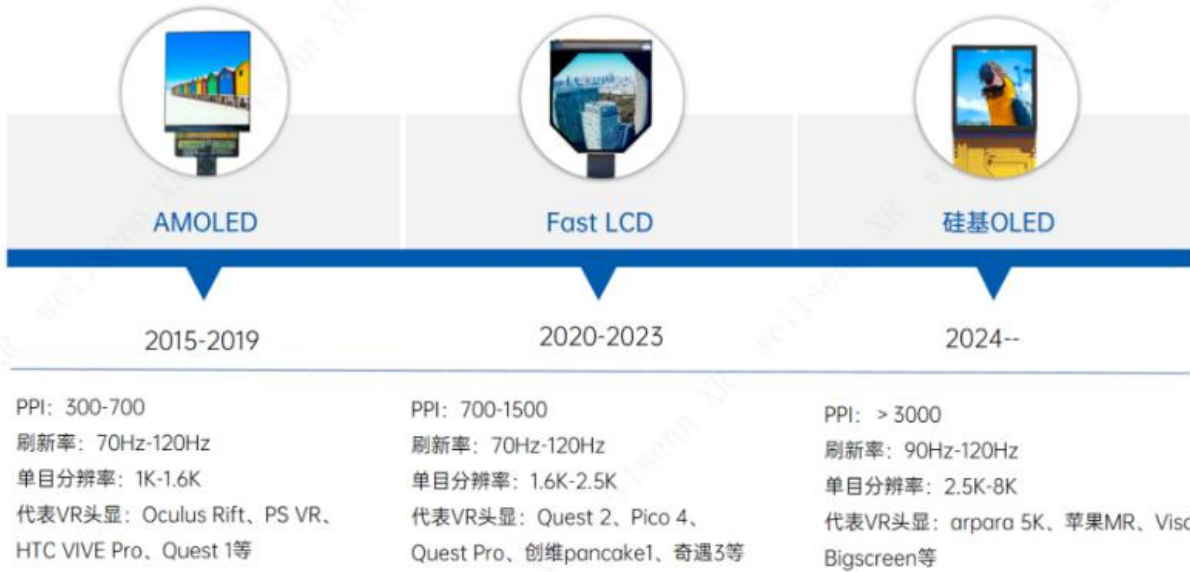 AMOLED
Fast LCD
硅基OLED
2015-2019
2020-2023
2024--
PPI: 300-700
刷新率: 70Hz-120Hz
单目分辨率: 1K-1.6K
代表VR头显: Oculus Rift、PS VR、
HTC VIVE Pro、Quest 1等
PPI: 700-1500
刷新率: 70Hz-120Hz
单目分辨率: 1.6K-2.5K
代表VR头显: Quest 2、Pico 4、
Quest Pro、创维pancake1、奇遇3等
PPI: > 3000
刷新率: 90Hz-120Hz
单目分辨率: 2.5K-8K
代表VR头显: arpara 5K、苹果MR、
Bigscreen等
wellsenn XR